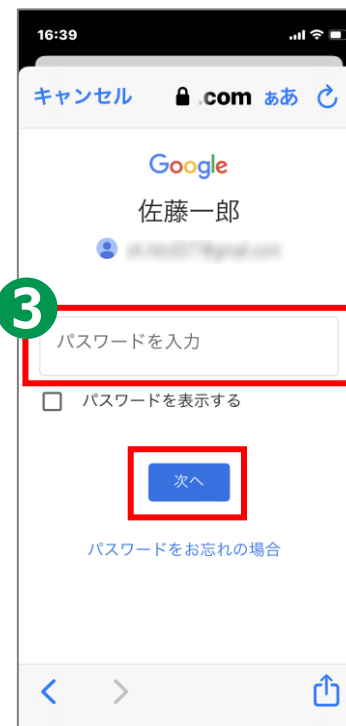 16:39
キャンセル .com ああ
Google
佐藤一郎
3
パスワードを入力
パスワードを表示する
次へ
パスワードをお忘れの場合